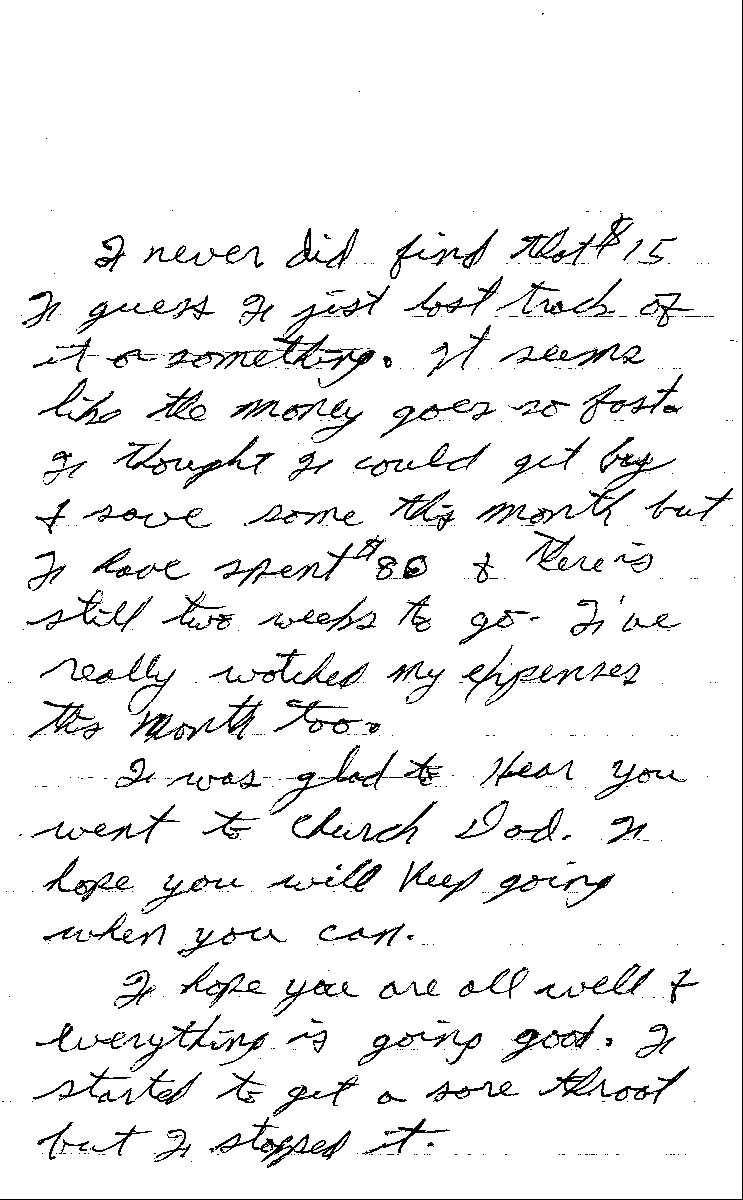 I never did find that $15
I guess I just lost track of
it or something. It seems
like the money goes so fast.
I thought I could get by
& save some this month but
I have spent $80 & there is
still two weeks to go. I've
really watched my expenses
this month too.
I was glad to hear you
went to church Dad. I
hope you will keep going
when you can.
I hope you are all well &
everything is going good. I
started to get a sore throat
but I stopped it.